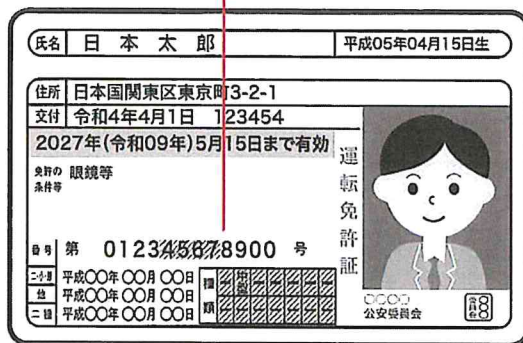 氏名 日本太郎 平成05年04月15日生
住所 日本国関東区東京町3-2-1
交付 令和4年4月1日 123454
2027年(令和09年)5月15日まで有効
免許の条件等 眼鏡等
運転免許証
番号 第 012345678900 号
二・小・原 平成〇〇年〇〇月〇〇日
他 平成〇〇年〇〇月〇〇日
二種 平成〇〇年〇〇月〇〇日
種類
〇〇〇〇
公安委員会